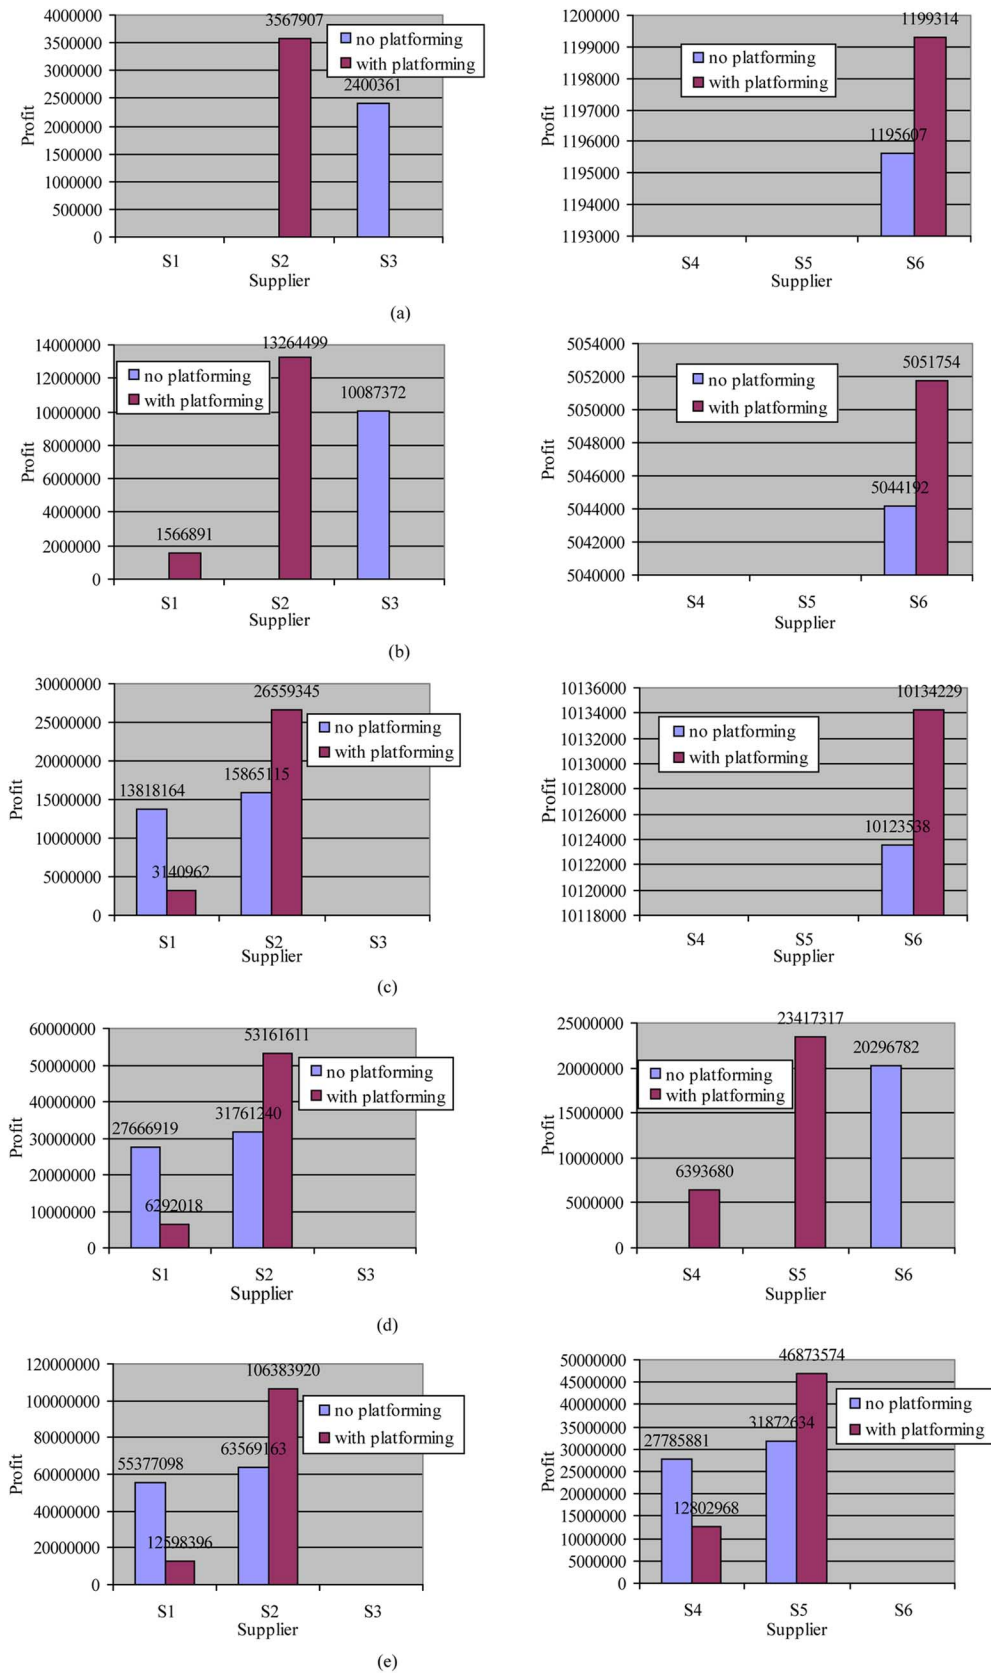 4000000
3500000
3000000
2500000
2000000
1500000
1000000
500000
0
Profit
3567907
2400361
no platforming
with platforming
S1 S2 S3
Supplier
1200000
1199000
1198000
1197000
1196000
1195000
1194000
1193000
Profit
1199314
1195607
no platforming
with platforming
S4 S5 S6
Supplier
(a)
14000000
12000000
10000000
8000000
6000000
4000000
2000000
0
Profit
13264499
10087372
1566891
no platforming
with platforming
S1 S2 S3
Supplier
5054000
5052000
5050000
5048000
5046000
5044000
5042000
5040000
Profit
5051754
5044192
no platforming
with platforming
S4 S5 S6
Supplier
(b)
30000000
25000000
20000000
15000000
10000000
5000000
0
Profit
26559345
15865115
13818164
3140962
no platforming
with platforming
S1 S2 S3
Supplier
10136000
10134000
10132000
10130000
10128000
10126000
10124000
10122000
10120000
10118000
Profit
10134229
10123538
no platforming
with platforming
S4 S5 S6
Supplier
(c)
60000000
50000000
40000000
30000000
20000000
10000000
0
Profit
53161611
31761240
27666919
6292018
no platforming
with platforming
S1 S2 S3
Supplier
25000000
20000000
15000000
10000000
5000000
0
Profit
23417317
20296782
6393680
no platforming
with platforming
S4 S5 S6
Supplier
(d)
120000000
100000000
80000000
60000000
40000000
20000000
0
Profit
106383920
63569163
55377098
12598396
no platforming
with platforming
S1 S2 S3
Supplier
50000000
45000000
40000000
35000000
30000000
25000000
20000000
15000000
10000000
5000000
0
Profit
46873574
31872634
27785881
12802968
no platforming
with platforming
S4 S5 S6
Supplier
(e)